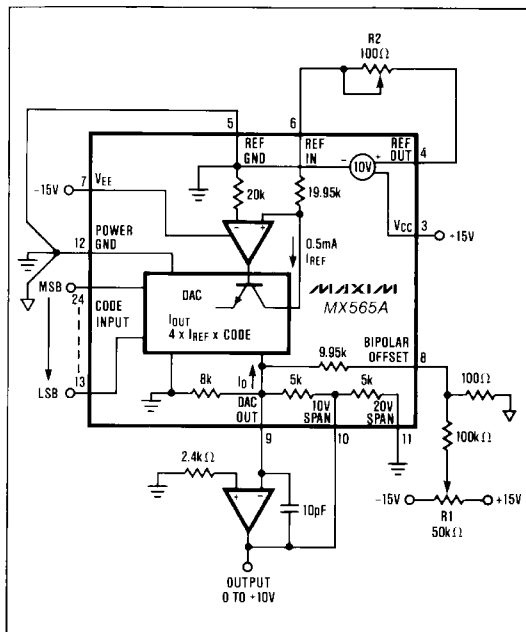 R2
100Ω
5
6
4
REF
GND
REF
IN
REF
OUT
- 10V +
-15V
7
VEE
20k
19.95k
VCC
3
+15V
- +
12
POWER
GND
0.5mA
IREF
MAXIM
MX565A
MSB
24
DAC
CODE
INPUT
IOUT
4 x IREF x CODE
BIPOLAR
OFFSET
8
9.95k
LSB
13
8k
IO
5k
5k
100Ω
DAC
OUT
10V
SPAN
20V
SPAN
9
10
11
100kΩ
2.4kΩ
+ -
10pF
-15V
+15V
R1
50kΩ
OUTPUT
0 TO +10V